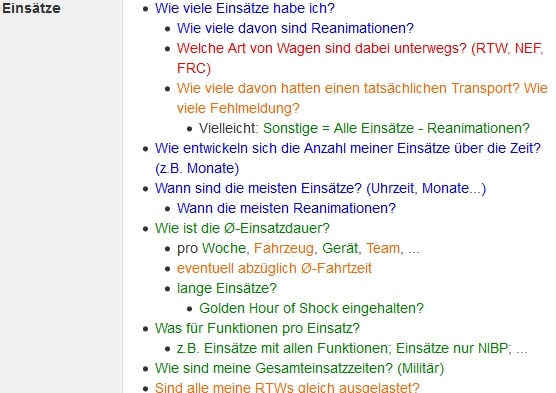 Einsätze
Wie viele Einsätze habe ich?
Wie viele davon sind Reanimationen?
Welche Art von Wagen sind dabei unterwegs? (RTW, NEF,
FRC)
Wie viele davon hatten einen tatsächlichen Transport? Wie
viele Fehlmeldung?
Vielleicht: Sonstige = Alle Einsätze - Reanimationen?
Wie entwickeln sich die Anzahl meiner Einsätze über die Zeit?
(z.B. Monate)
Wann sind die meisten Einsätze? (Uhrzeit, Monate...)
Wann die meisten Reanimationen?
Wie ist die Ø-Einsatzdauer?
pro Woche, Fahrzeug, Gerät, Team, ...
eventuell abzüglich Ø-Fahrtzeit
lange Einsätze?
Golden Hour of Shock eingehalten?
Was für Funktionen pro Einsatz?
z.B. Einsätze mit allen Funktionen; Einsätze nur NIBP; ...
Wie sind meine Gesamteinsatzzeiten? (Militär)
Sind alle meine RTWs gleich ausgelastet?